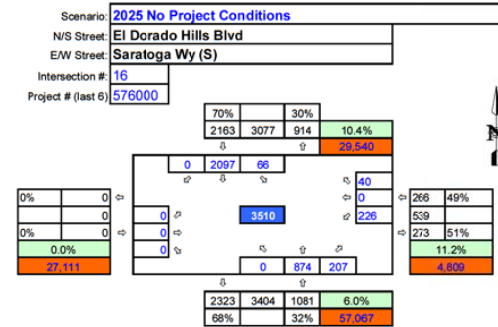 Scenario: 2025 No Project Conditions
N/S Street: El Dorado Hills Blvd
E/W Street: Saratoga Wy (S)
Intersection #: 16
Project # (last 6) 576000
70% 30%
2163 3077 914 10.4%
29,540
0 2097 66
40
0% 0 0 266 49%
0 0 3510 226 539
0% 0 0 273 51%
0.0% 0 11.2%
27,111 0 874 207 4,809
2323 3404 1081 6.0%
68% 32% 57,067